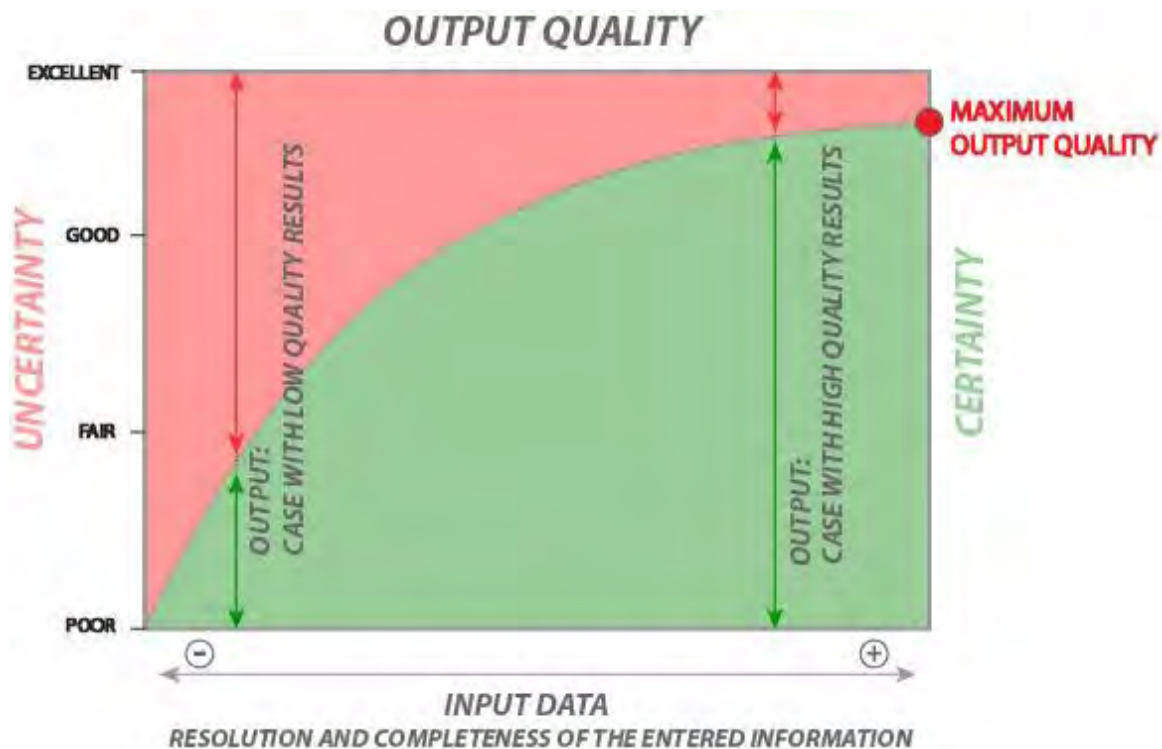 OUTPUT QUALITY
EXCELLENT
GOOD
FAIR
POOR
UNCERTAINTY
OUTPUT:
CASE WITH LOW QUALITY RESULTS
OUTPUT:
CASE WITH HIGH QUALITY RESULTS
MAXIMUM
OUTPUT QUALITY
CERTAINTY
-
+
INPUT DATA
RESOLUTION AND COMPLETENESS OF THE ENTERED INFORMATION